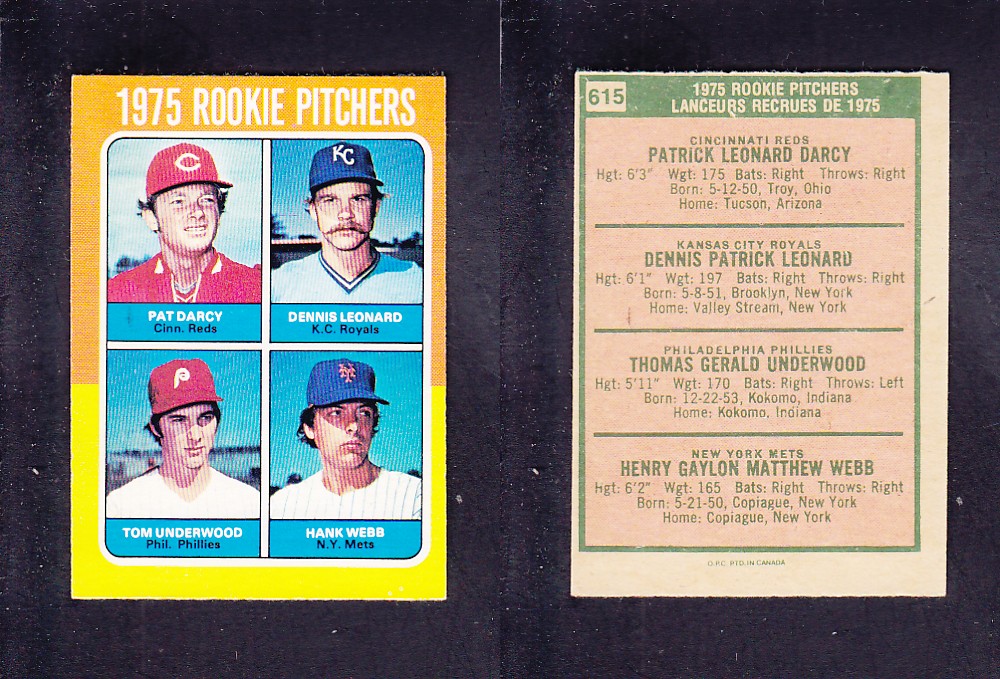 1975 ROOKIE PITCHERS
C
KC
PAT DARCY
Cinn. Reds
DENNIS LEONARD
K.C. Royals
P
NY
TOM UNDERWOOD
Phil. Phillies
HANK WEBB
N.Y. Mets
615
1975 ROOKIE PITCHERS
LANCEURS RECRUES DE 1975
CINCINNATI REDS
PATRICK LEONARD DARCY
Hgt: 6'3" Wgt: 175 Bats: Right Throws: Right
Born: 5-12-50, Troy, Ohio
Home: Tucson, Arizona
KANSAS CITY ROYALS
DENNIS PATRICK LEONARD
Hgt: 6'1" Wgt: 197 Bats: Right Throws: Right
Born: 5-8-51, Brooklyn, New York
Home: Valley Stream, New York
PHILADELPHIA PHILLIES
THOMAS GERALD UNDERWOOD
Hgt: 5'11" Wgt: 170 Bats: Right Throws: Left
Born: 12-22-53, Kokomo, Indiana
Home: Kokomo, Indiana
NEW YORK METS
HENRY GAYLON MATTHEW WEBB
Hgt: 6'2" Wgt: 165 Bats: Right Throws: Right
Born: 5-21-50, Copiague, New York
Home: Copiague, New York
O.P.C. PTD. IN CANADA